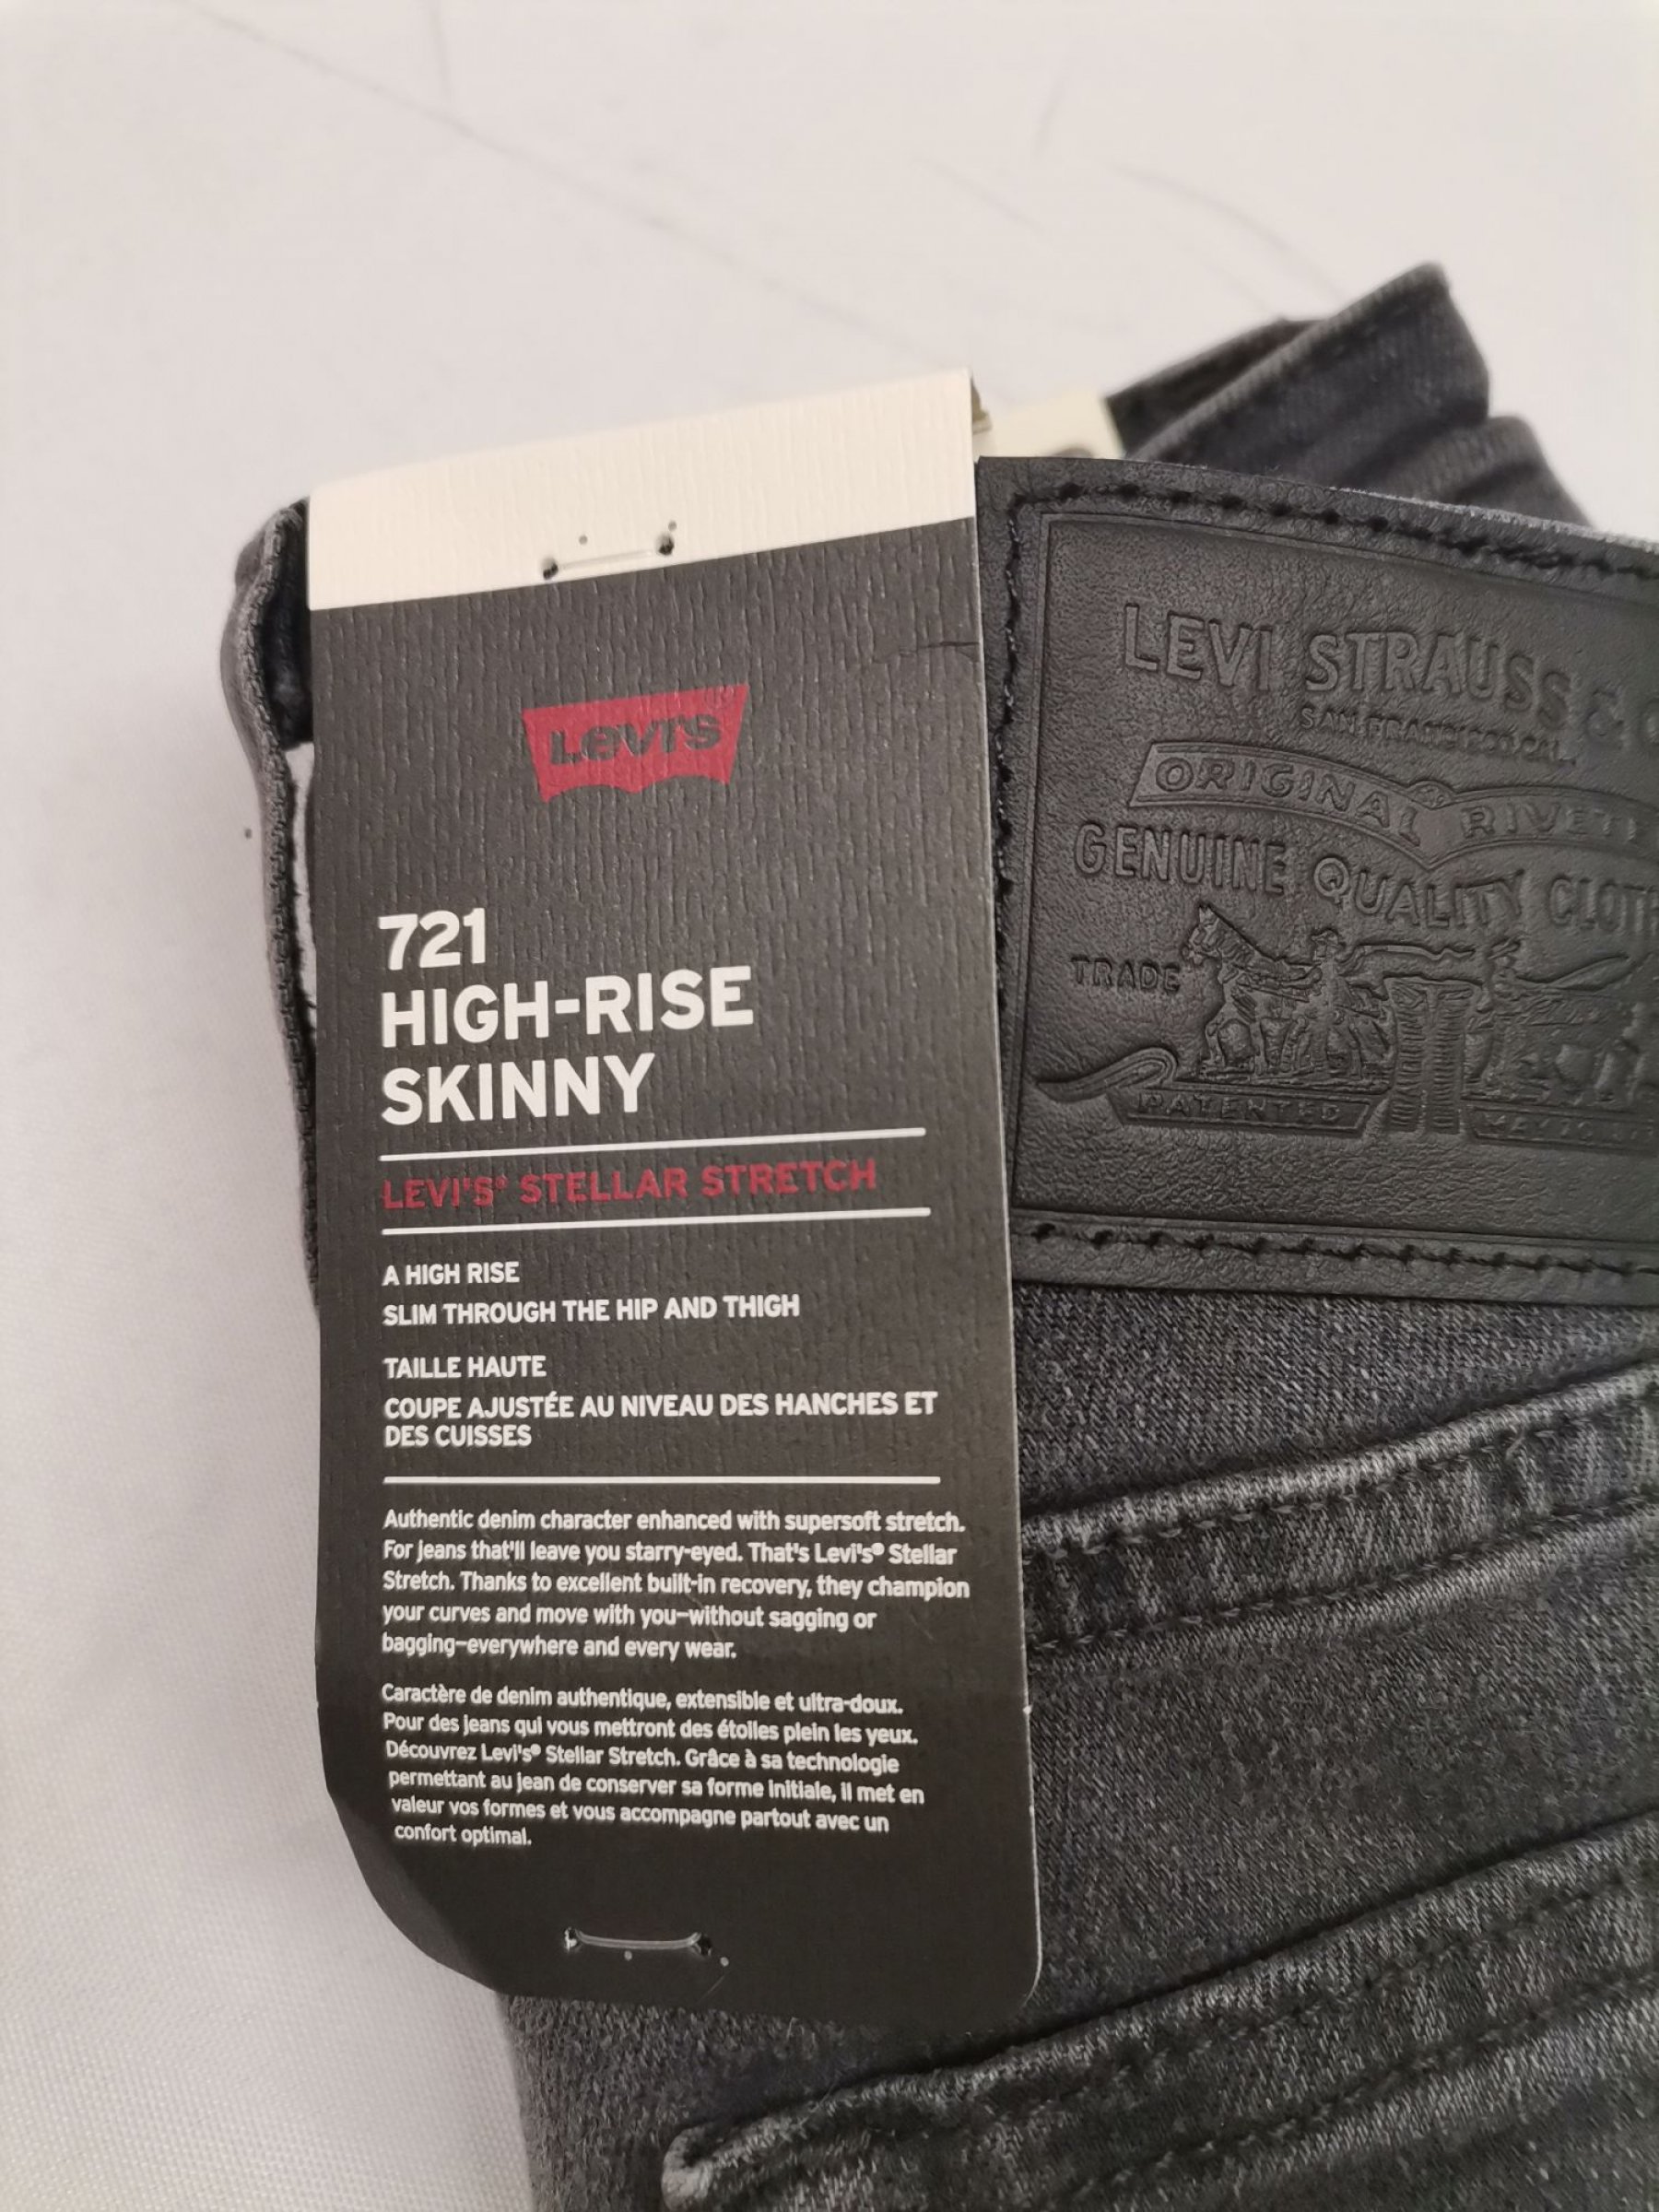 Levi's
721
HIGH-RISE
SKINNY
LEVI'S® STELLAR STRETCH
A HIGH RISE
SLIM THROUGH THE HIP AND THIGH
TAILLE HAUTE
COUPE AJUSTÉE AU NIVEAU DES HANCHES ET
DES CUISSES
Authentic denim character enhanced with supersoft stretch.
For jeans that'll leave you starry-eyed. That's Levi's® Stellar
Stretch. Thanks to excellent built-in recovery, they champion
your curves and move with you—without sagging or
bagging—everywhere and every wear.
Caractère de denim authentique, extensible et ultra-doux.
Pour des jeans qui vous mettront des étoiles plein les yeux.
Découvrez Levi's® Stellar Stretch. Grâce à sa technologie
permettant au jean de conserver sa forme initiale, il met en
valeur vos formes et vous accompagne partout avec un
confort optimal.
LEVI STRAUSS &
SAN FRANCISCO CAL.
ORIGINAL RIVETE
GENUINE QUALITY CLOTH
TRADE
PATENTED